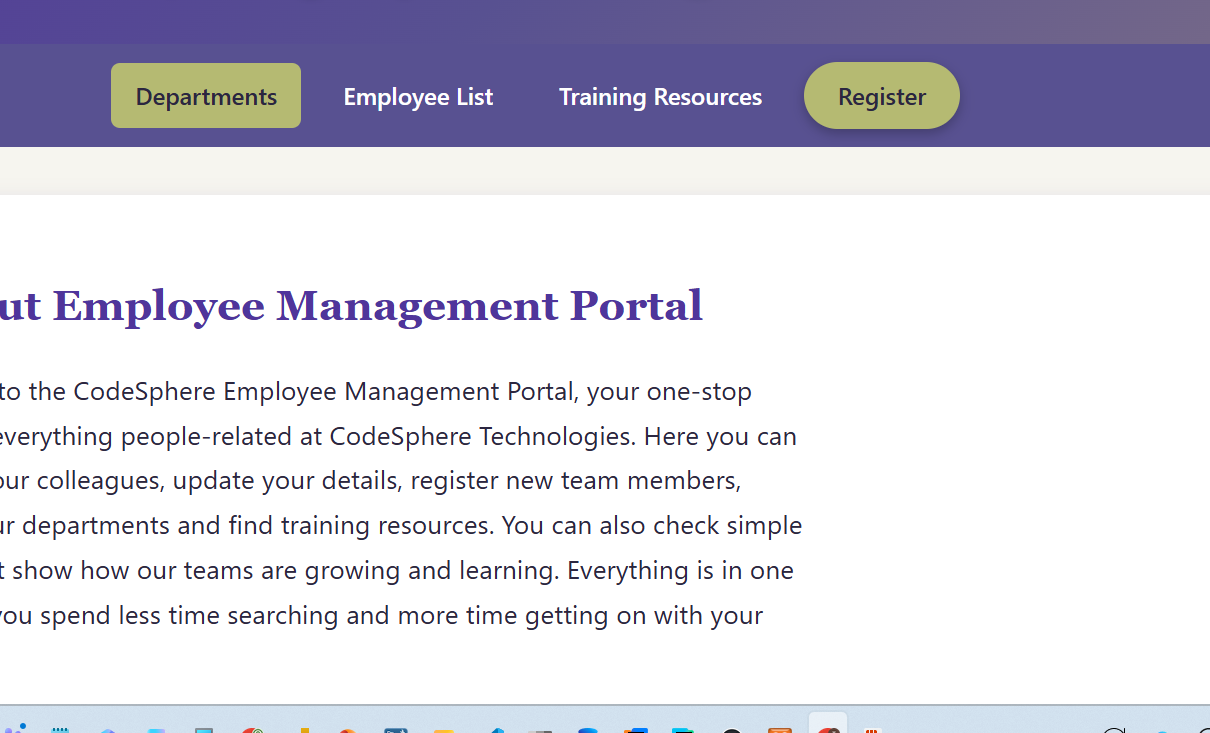 Departments Employee List Training Resources Register
ut Employee Management Portal
to the CodeSphere Employee Management Portal, your one-stop
everything people-related at CodeSphere Technologies. Here you can
our colleagues, update your details, register new team members,
ur departments and find training resources. You can also check simple
t show how our teams are growing and learning. Everything is in one
you spend less time searching and more time getting on with your